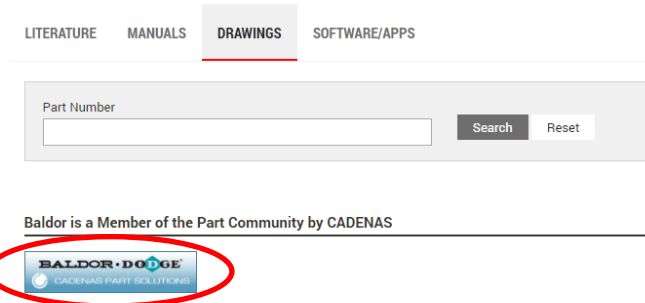 LITERATURE MANUALS DRAWINGS SOFTWARE/APPS
Part Number
Search Reset
Baldor is a Member of the Part Community by CADENAS
BALDOR·DODGE
CADENAS PART SOLUTIONS